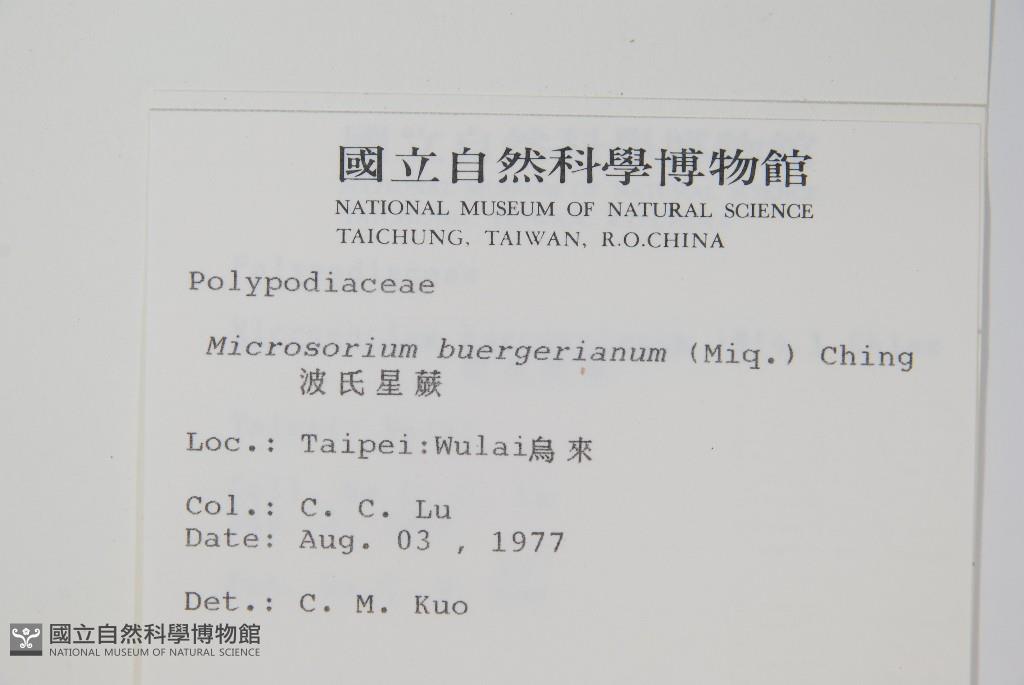 國立自然科學博物館
NATIONAL MUSEUM OF NATURAL SCIENCE
TAICHUNG, TAIWAN, R.O.CHINA
Polypodiaceae
Microsorium buergerianum (Miq.) Ching
波氏星蕨
Loc.: Taipei:Wulai烏來
Col.: C. C. Lu
Date: Aug. 03 , 1977
Det.: C. M. Kuo
國立自然科學博物館
NATIONAL MUSEUM OF NATURAL SCIENCE